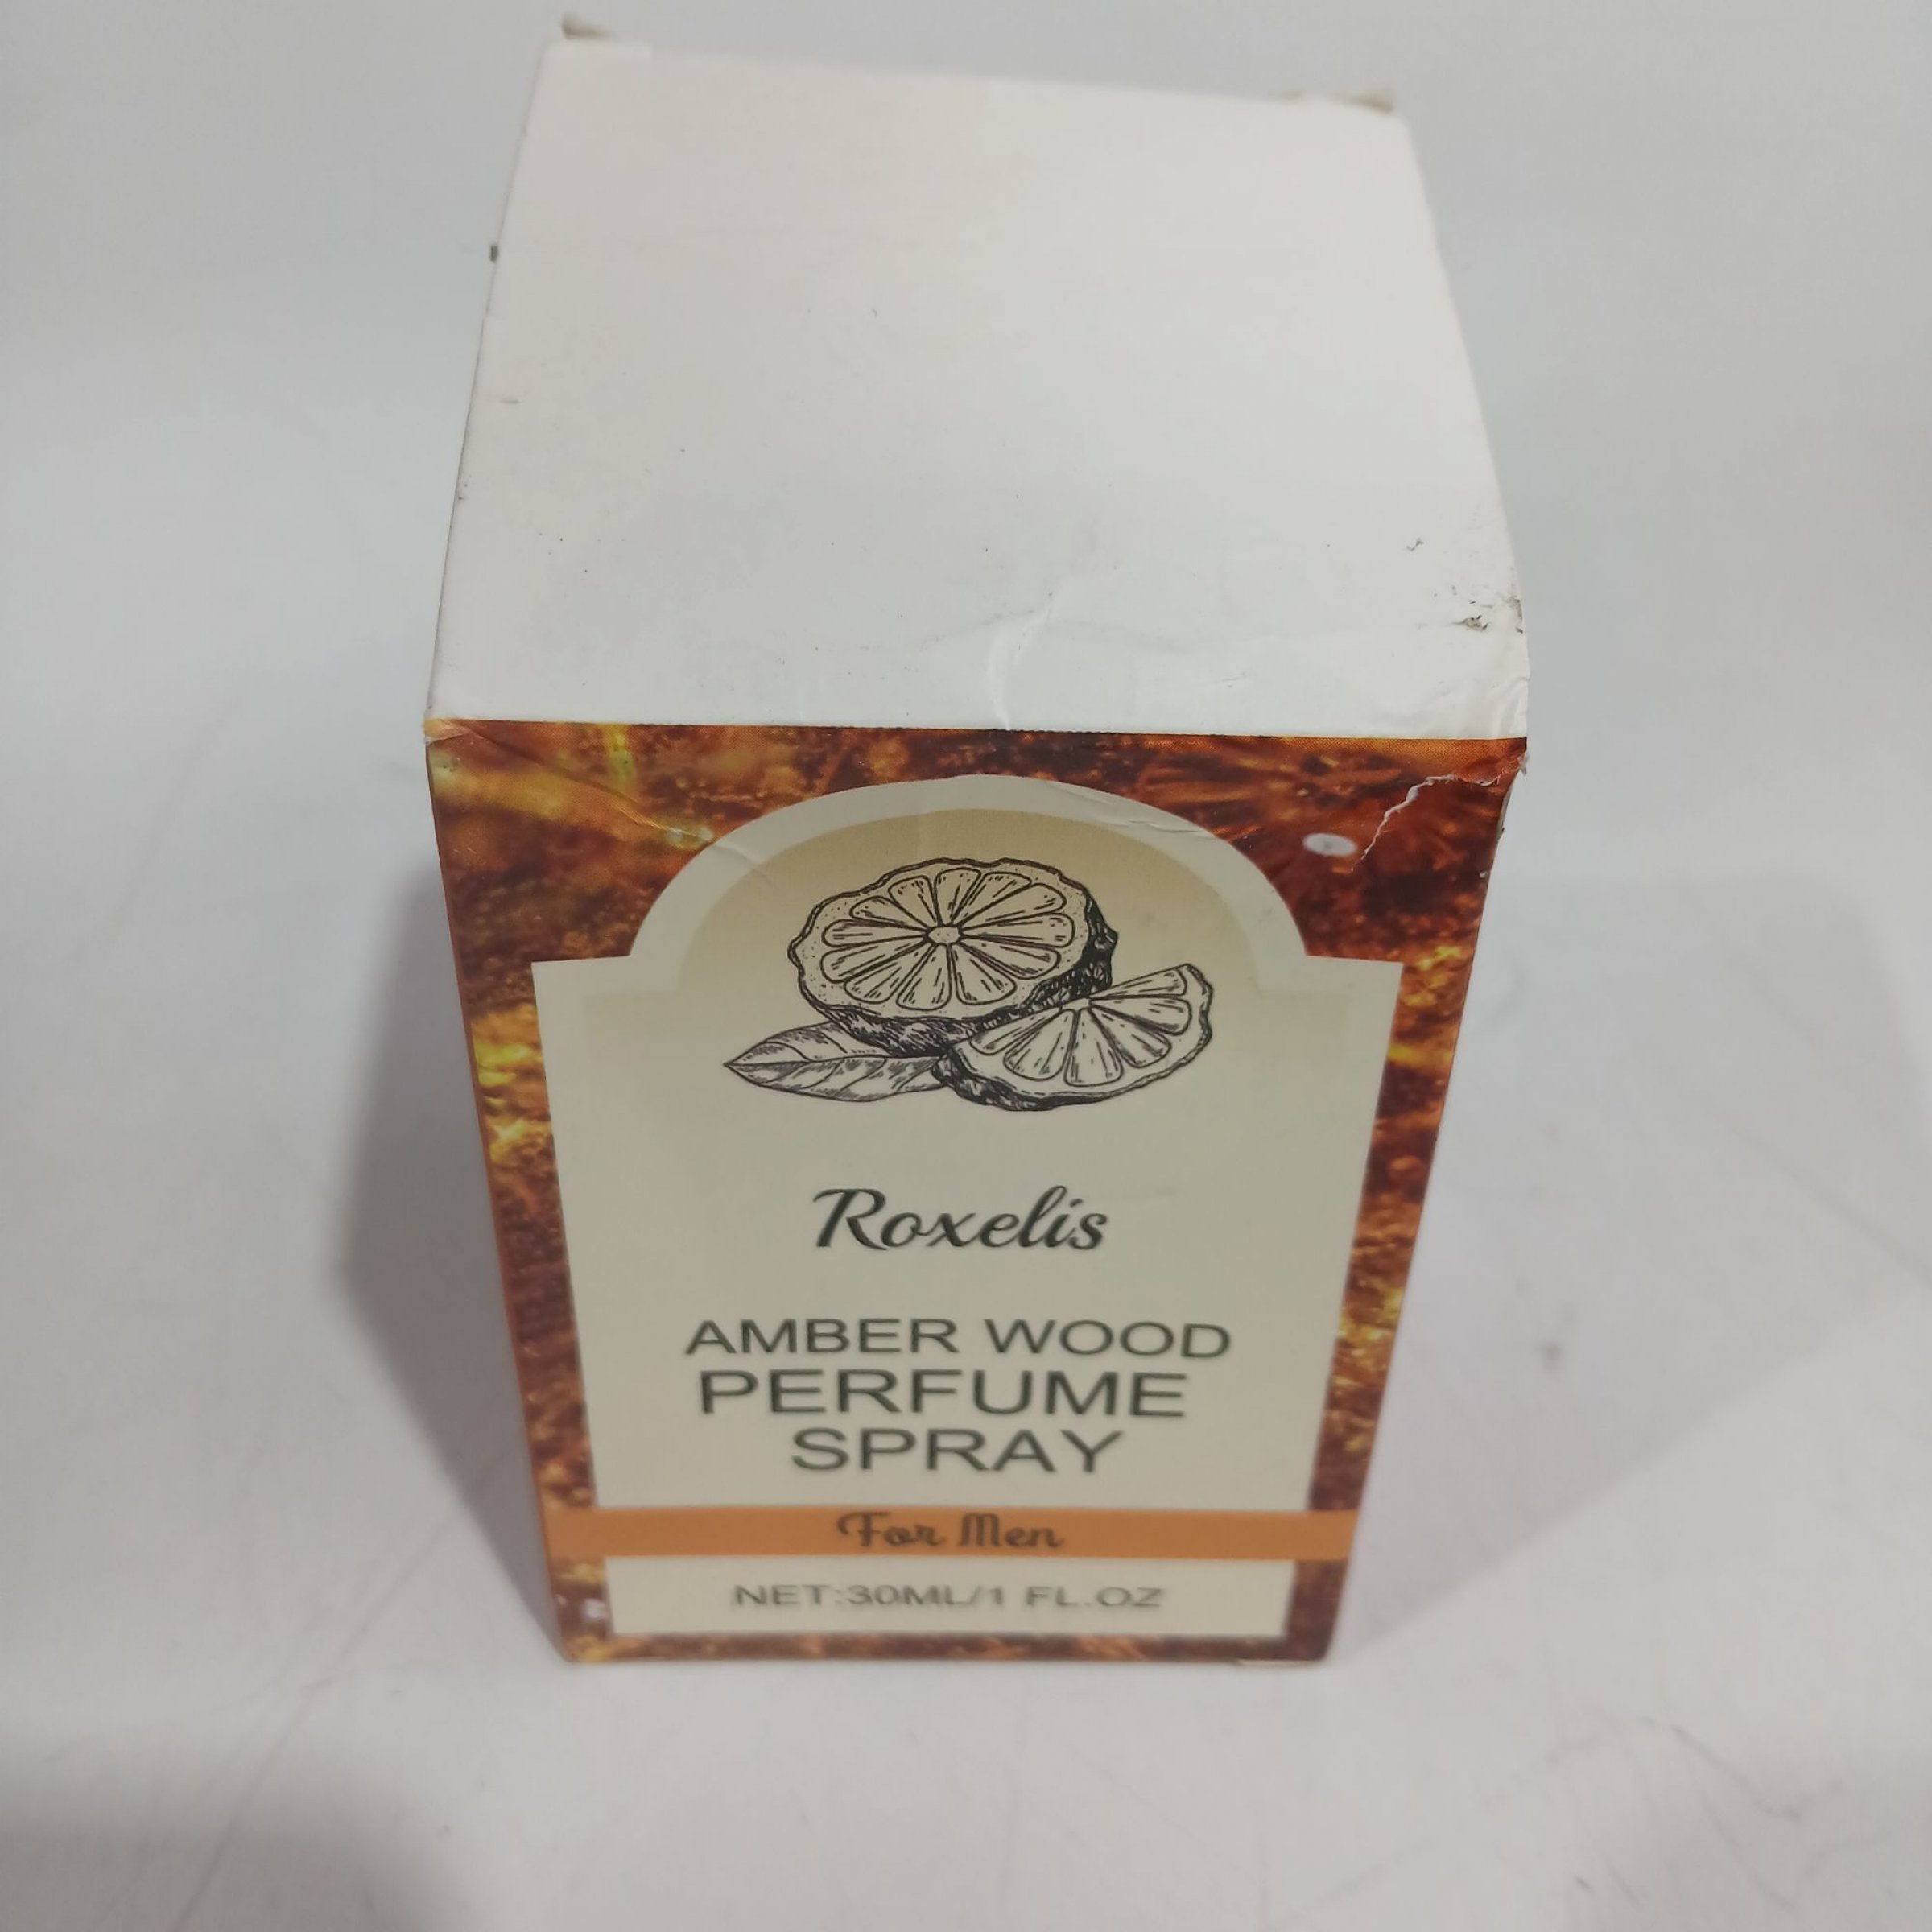 Roxelis
AMBER WOOD
PERFUME
SPRAY
For Men
NET:30ML/1 FL.OZ